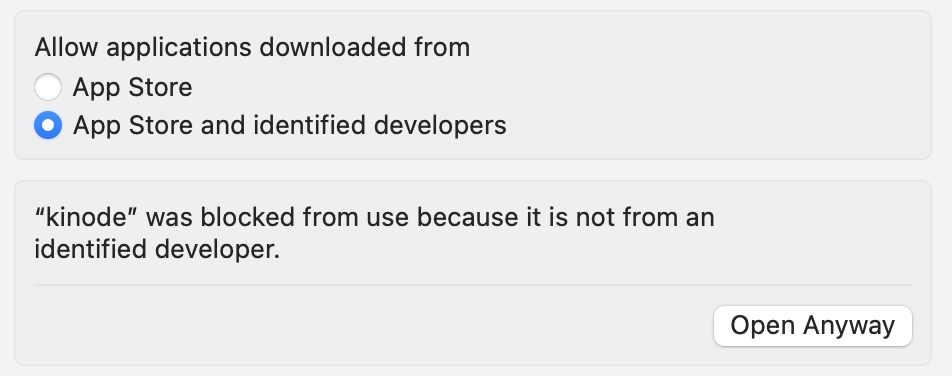 Allow applications downloaded from
App Store
App Store and identified developers
“kinode” was blocked from use because it is not from an
identified developer.
Open Anyway